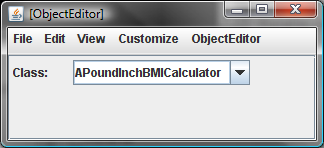 [ObjectEditor]
File Edit View Customize ObjectEditor
Class: APoundInchBMICalculator